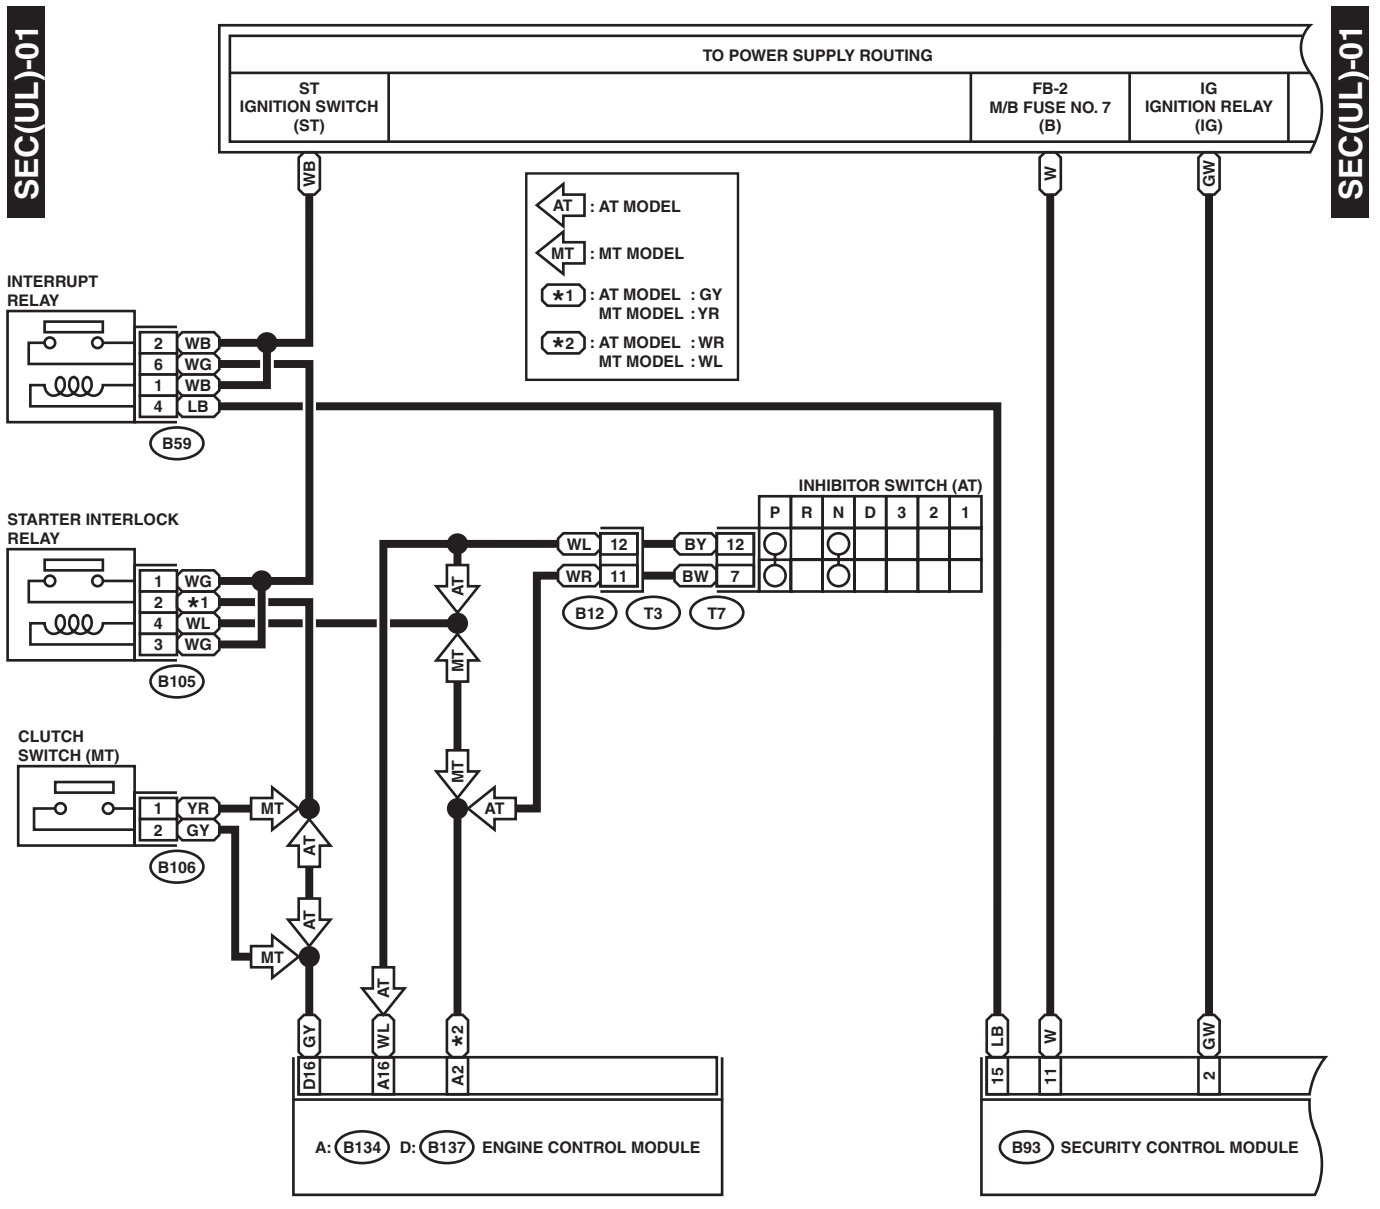 SEC(UL)-01
SEC(UL)-01
TO POWER SUPPLY ROUTING
ST
IGNITION SWITCH
(ST)
FB-2
M/B FUSE NO. 7
(B)
IG
IGNITION RELAY
(IG)
WB
W
GW
AT : AT MODEL
MT : MT MODEL
*1 : AT MODEL : GY
MT MODEL : YR
*2 : AT MODEL : WR
MT MODEL : WL
INTERRUPT
RELAY
2 WB
6 WG
1 WB
4 LB
B59
INHIBITOR SWITCH (AT)
P R N D 3 2 1
STARTER INTERLOCK
RELAY
WL 12 BY 12
WR 11 BW 7
B12 T3 T7
1 WG
2 *1
4 WL
3 WG
B105
AT
MT
CLUTCH
SWITCH (MT)
MT
1 YR MT
AT
2 GY
AT
B106
AT
MT
AT
GY WL *2
LB W GW
D16 A16 A2
15 11 2
A: B134 D: B137 ENGINE CONTROL MODULE
B93 SECURITY CONTROL MODULE